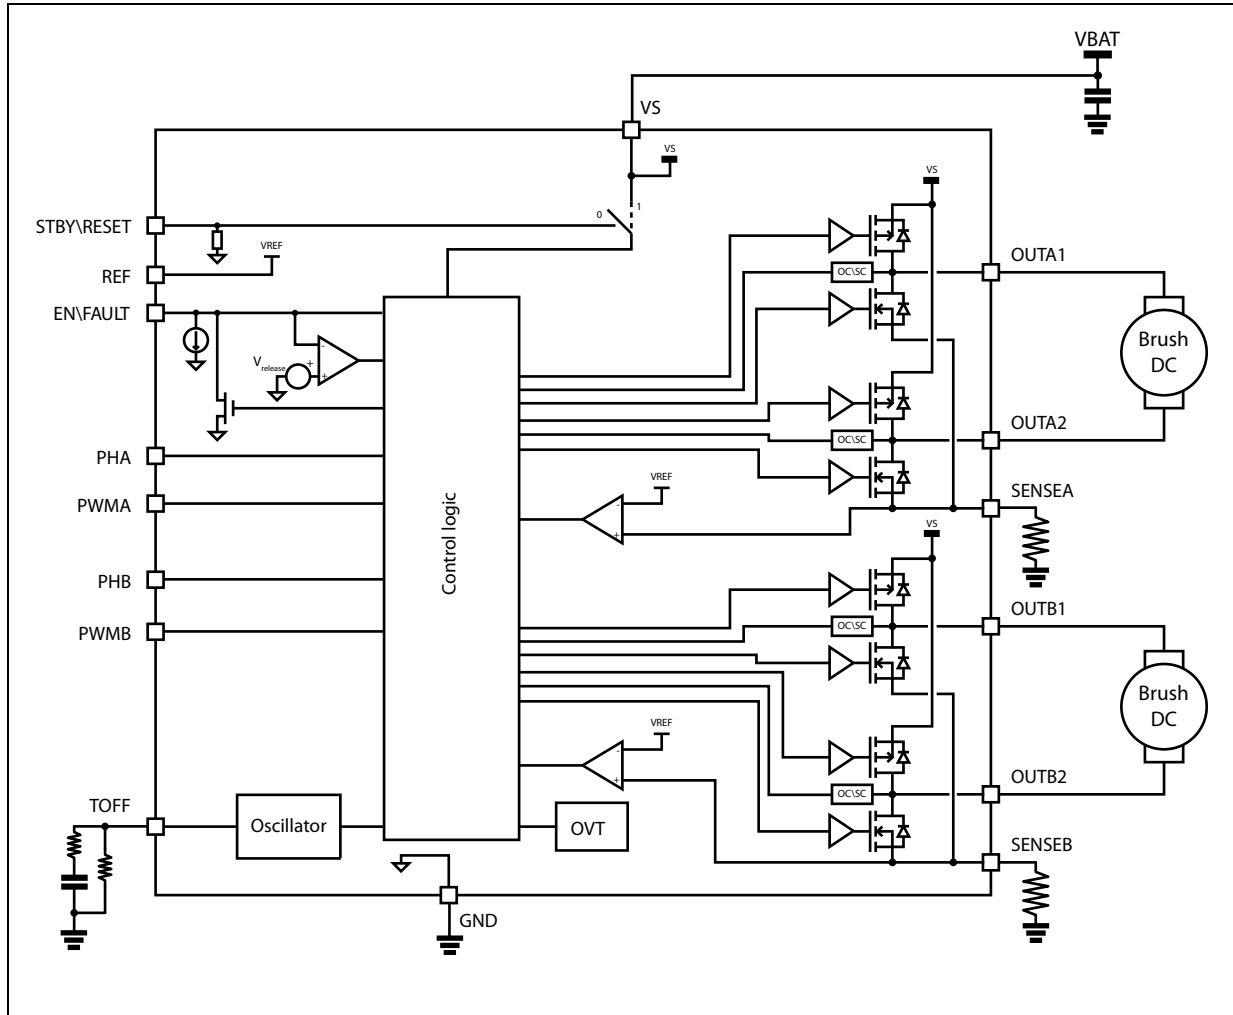 VBAT
VS
VS
STBY\RESET
0
1
VREF
REF
EN\FAULT
Vrelease
+
-
+
VS
OC\SC
OUTA1
Brush
DC
OC\SC
OUTA2
PHA
PWMA
Control logic
VREF
-
+
SENSEA
VS
PHB
PWMB
OC\SC
OUTB1
Brush
DC
VREF
-
+
OC\SC
OUTB2
TOFF
Oscillator
OVT
SENSEB
GND